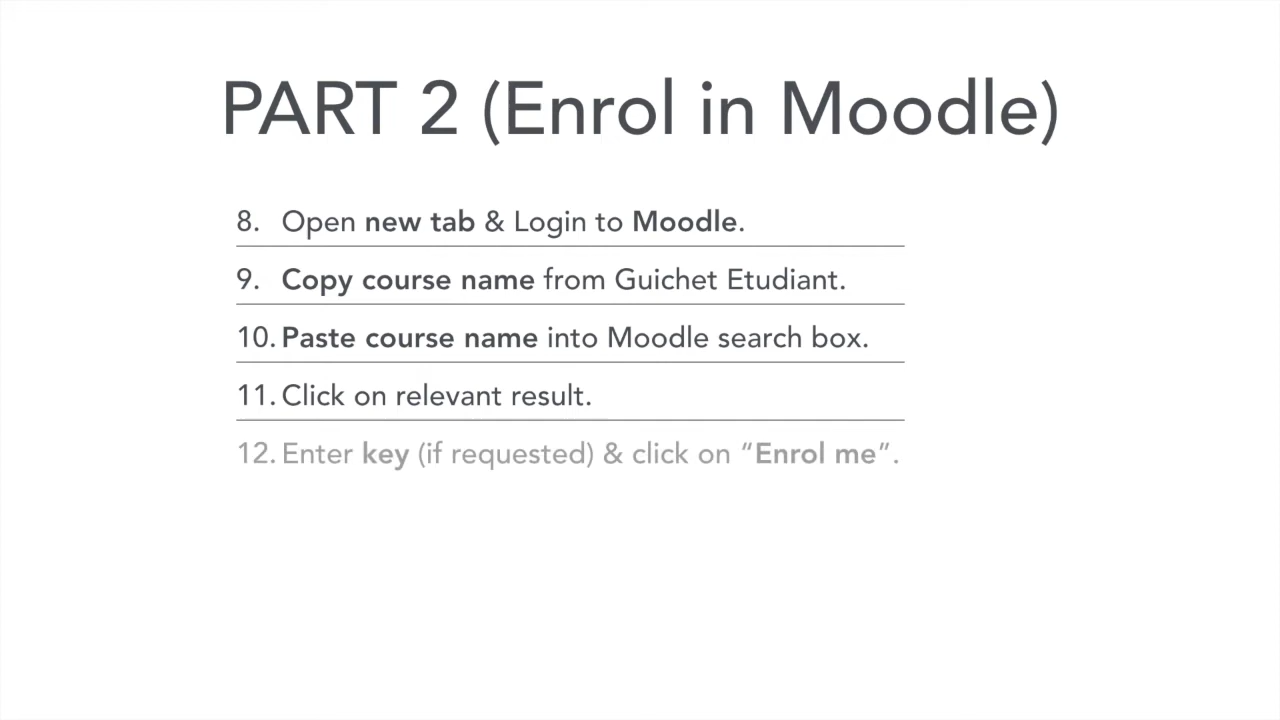 PART 2 (Enrol in Moodle)
8. Open new tab & Login to Moodle.
9. Copy course name from Guichet Etudiant.
10. Paste course name into Moodle search box.
11. Click on relevant result.
12. Enter key (if requested) & click on “Enrol me”.